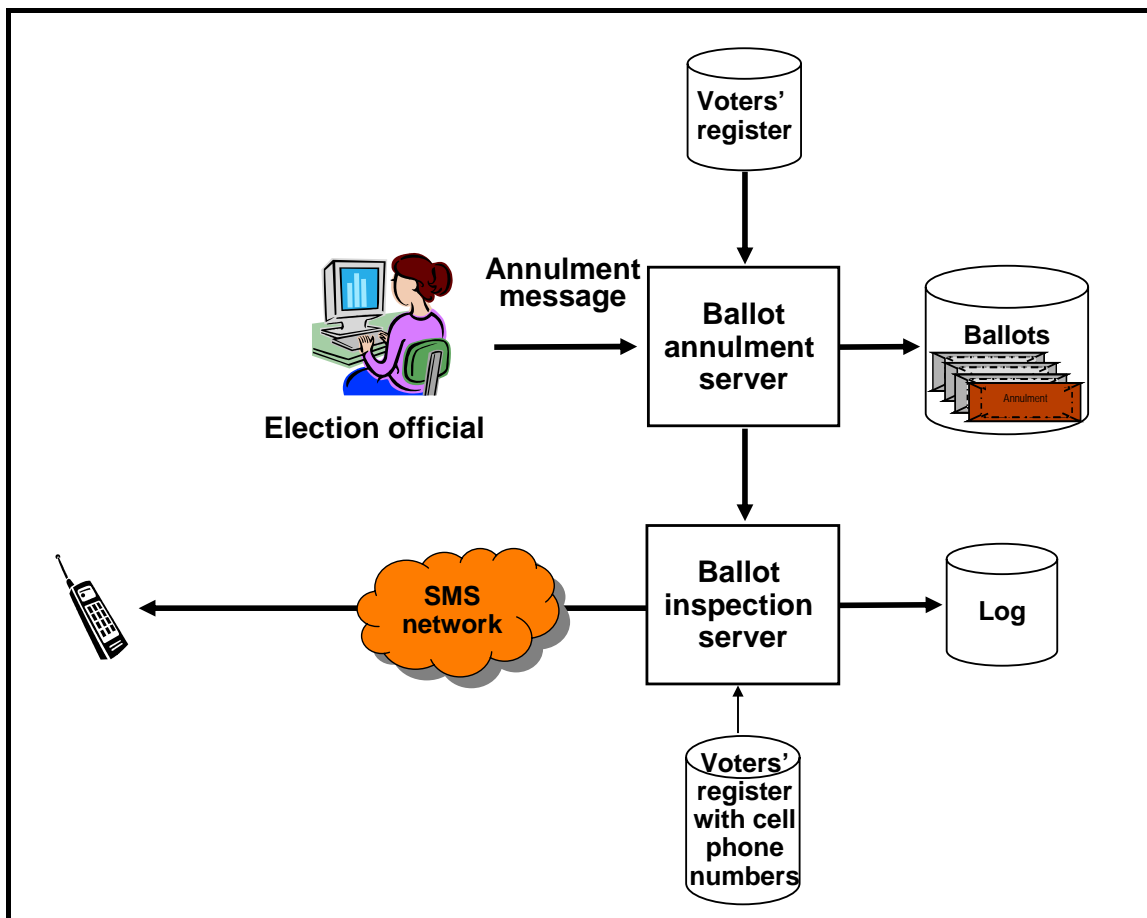 Voters’
register
Annulment
message
Ballot
annulment
server
Ballots
Annulment
Election official
SMS
network
Ballot
inspection
server
Log
Voters’
register
with cell
phone
numbers